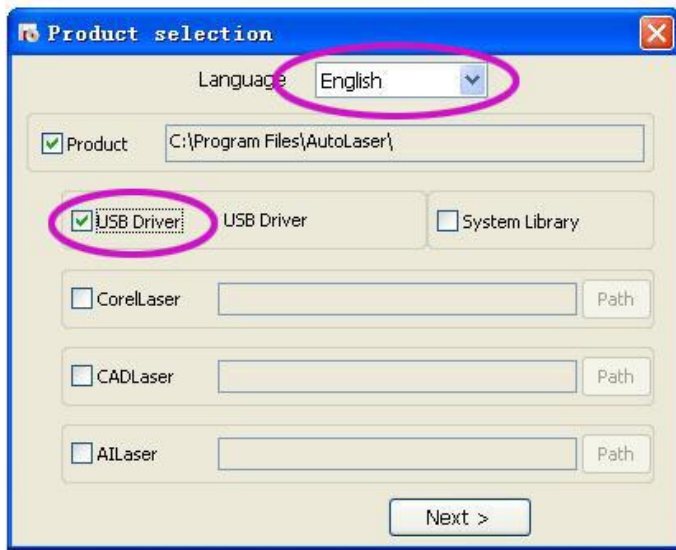 Product selection
Language English
Product C:\Program Files\AutoLaser\
USB Driver USB Driver System Library
CorelLaser Path
CADLaser Path
AILaser Path
Next >